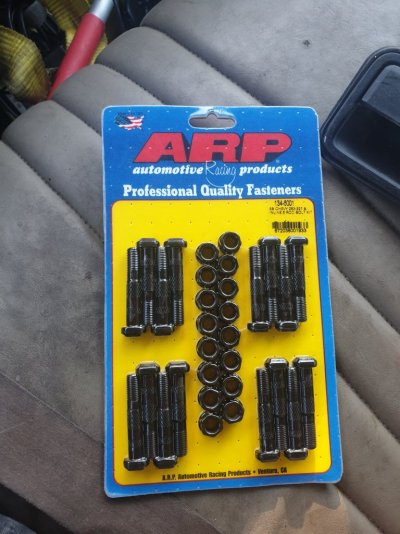 ARP
automotive Racing products
Professional Quality Fasteners
134-6001
A.R.P. Automotive Racing Products • Ventura, CA